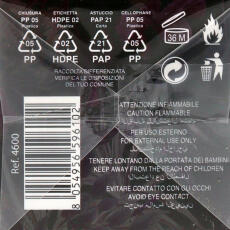 CHIUSURA ETICHETTA ASTUCCIO CELLOPHANE
PP 05 HDPE 02 PAP 21 PP 05
Plastica Plastica Carta Plastica
36 M
05 02 21 05
PP HDPE PAP PP
RACCOLTA DIFFERENZIATA
VERIFICA LE DISPOSIZIONI
DEL TUO COMUNE
ATTENZIONE INFIAMMABILE
CAUTION FLAMMABLE
PER USO ESTERNO
FOR EXTERNAL USE ONLY
TENERE LONTANO DALLA PORTATA DEI BAMBINI
KEEP AWAY FROM THE REACH OF CHILDREN
EVITARE CONTATTO CON GLI OCCHI
AVOID EYE CONTACT
Ref. 4600
8 054956 596102